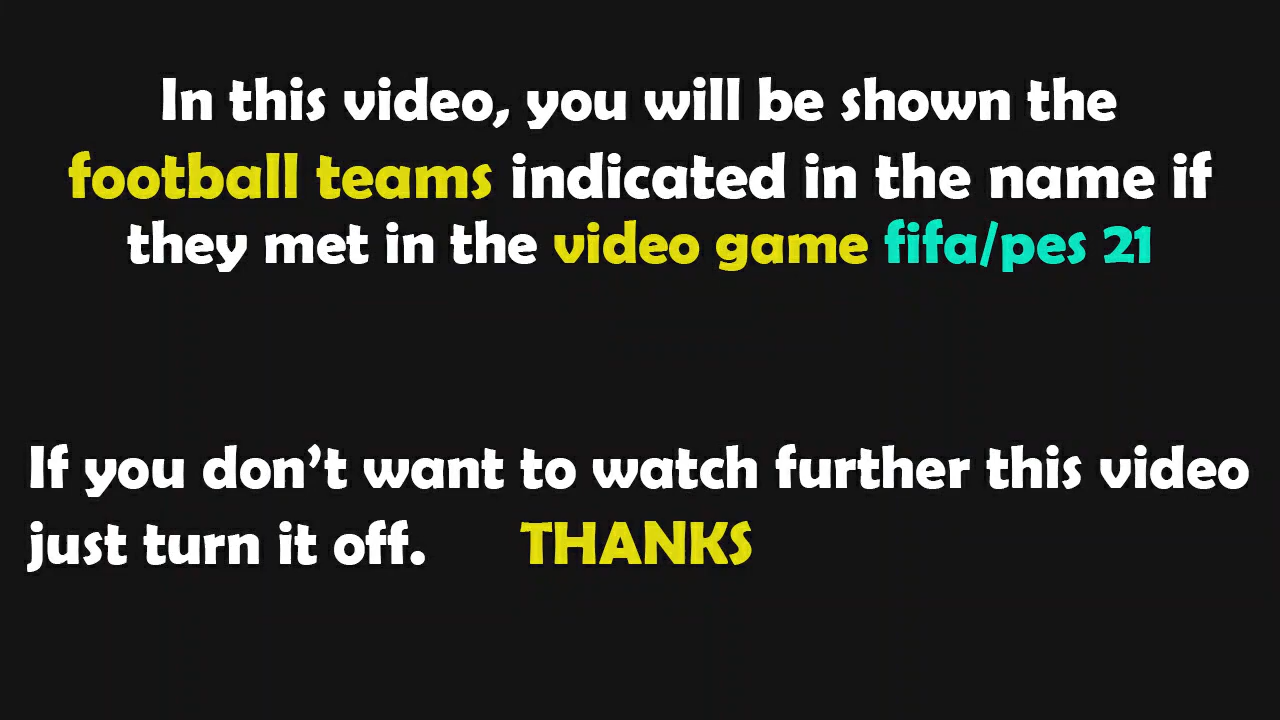 In this video, you will be shown the
football teams indicated in the name if
they met in the video game fifa/pes 21
If you don't want to watch further this video
just turn it off. THANKS